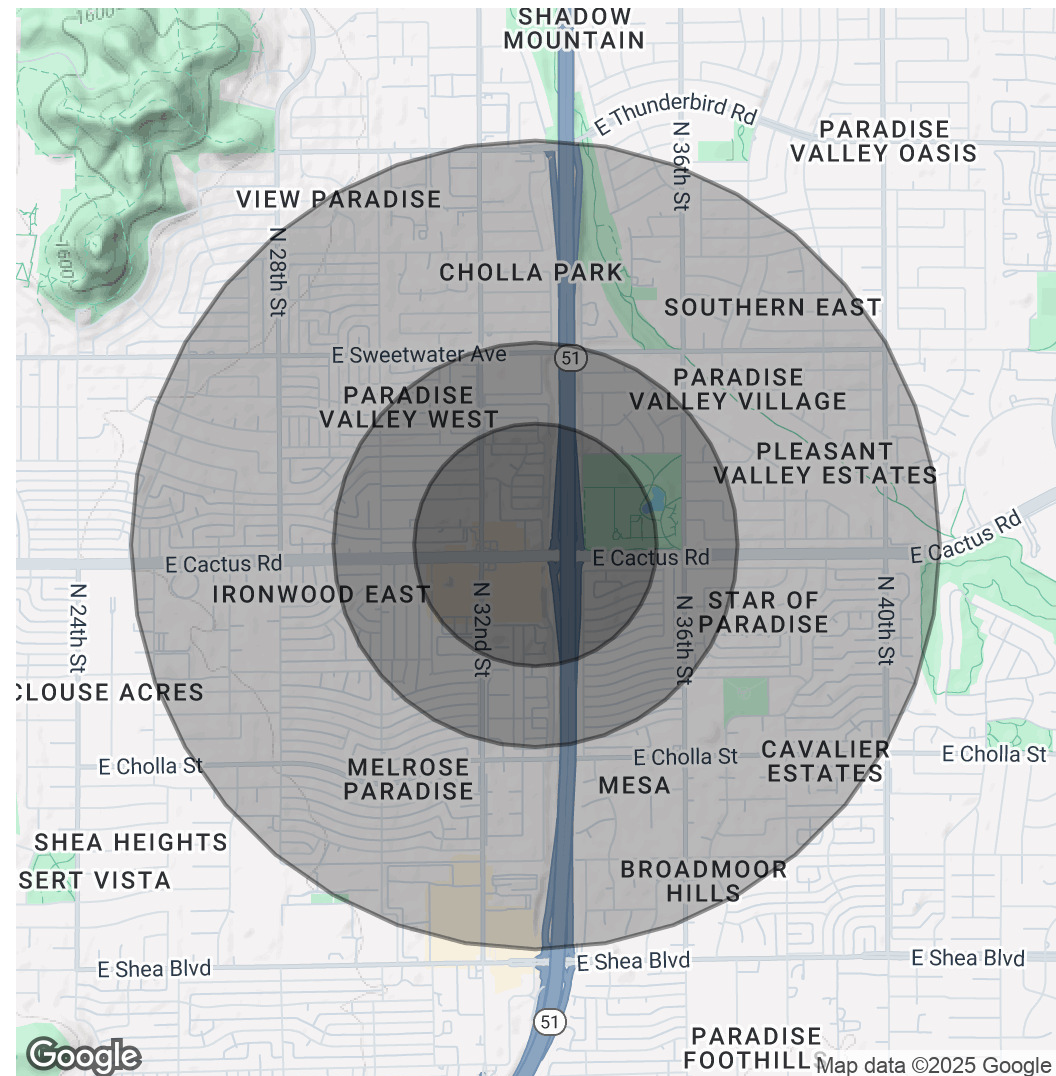 1600
SHADOW
MOUNTAIN
E Thunderbird Rd
N 36th St
PARADISE
VALLEY OASIS
VIEW PARADISE
N 28th St
1600
CHOLLA PARK
SOUTHERN EAST
E Sweetwater Ave
51
PARADISE
VALLEY WEST
PARADISE
VALLEY VILLAGE
PLEASANT
VALLEY ESTATES
E Cactus Rd
E Cactus Rd
E Cactus Rd
IRONWOOD EAST
N 24th St
N 32nd St
N 36th St
STAR OF
PARADISE
N 40th St
CLOUSE ACRES
E Cholla St
MELROSE
PARADISE
E Cholla St
MESA
CAVALIER
ESTATES
E Cholla St
SHEA HEIGHTS
SERT VISTA
BROADMOOR
HILLS
E Shea Blvd
E Shea Blvd
E Shea Blvd
51
PARADISE
FOOTHILLS
Google
Map data ©2025 Google